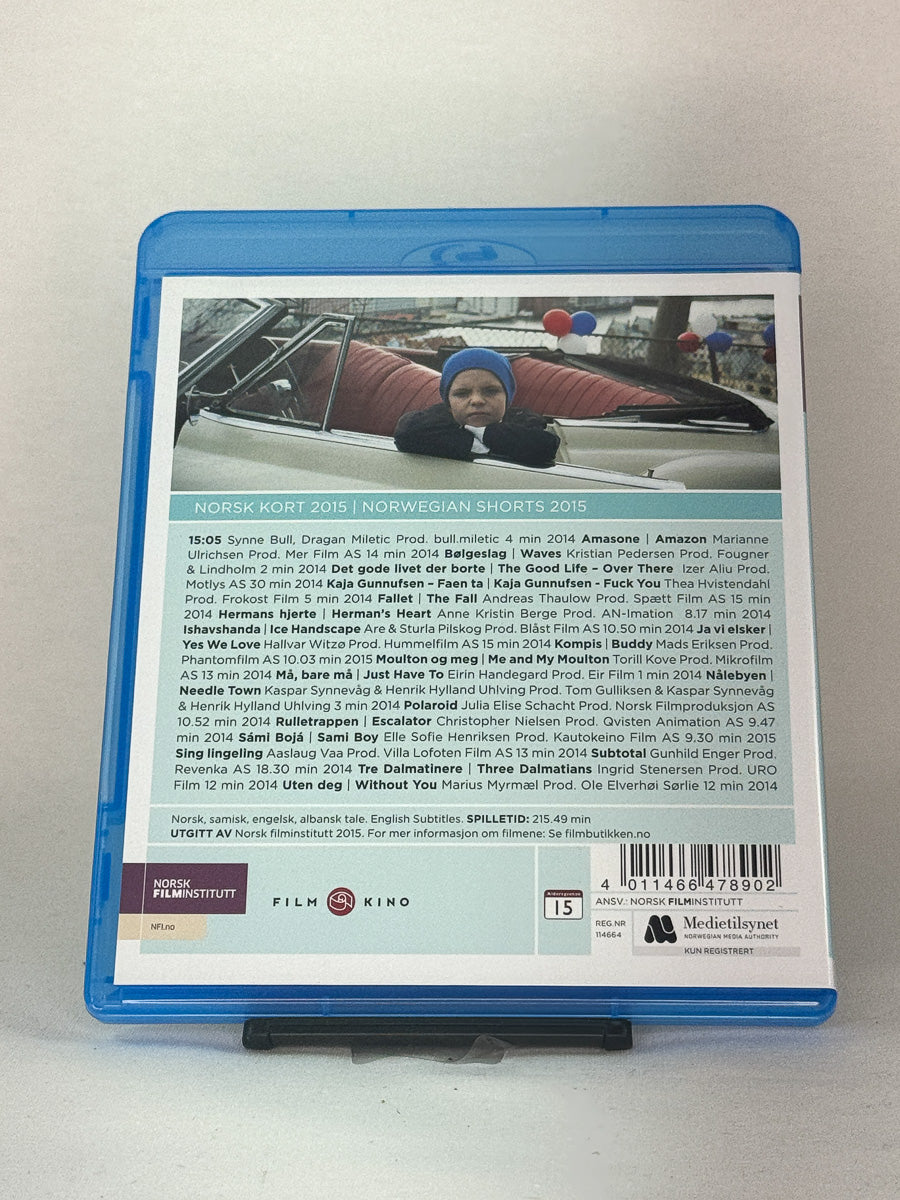 NORSK KORT 2015 | NORWEGIAN SHORTS 2015
15:05 Synne Bull, Dragan Miletic Prod. bull.miletic 4 min 2014 Amasone | Amazon Marianne
Ulrichsen Prod. Mer Film AS 14 min 2014 Bølgeslag | Waves Kristian Pedersen Prod. Fougner
& Lindholm 2 min 2014 Det gode livet der borte | The Good Life – Over There Izer Aliu Prod.
Motlys AS 30 min 2014 Kaja Gunnufsen – Faen ta | Kaja Gunnufsen - Fuck You Thea Hvistendahl
Prod. Frokost Film 5 min 2014 Fallet | The Fall Andreas Thaulow Prod. Spætt Film AS 15 min
2014 Hermans hjerte | Herman's Heart Anne Kristin Berge Prod. AN-Imation 8.17 min 2014
Ishavshanda | Ice Handscape Are & Sturla Pilskog Prod. Blåst Film AS 10.50 min 2014 Ja vi elsker |
Yes We Love Hallvar Witzø Prod. Hummelfilm AS 15 min 2014 Kompis | Buddy Mads Eriksen Prod.
Phantomfilm AS 10.03 min 2015 Moulton og meg | Me and My Moulton Torill Kove Prod. Mikrofilm
AS 13 min 2014 Må, bare må | Just Have To Eirin Handegard Prod. Eir Film 1 min 2014 Nålebyen |
Needle Town Kaspar Synnevåg & Henrik Hylland Uhlving Prod. Tom Gulliksen & Kaspar Synnevåg
& Henrik Hylland Uhlving 3 min 2014 Polaroid Julia Elise Schacht Prod. Norsk Filmproduksjon AS
10.52 min 2014 Rulletrappen | Escalator Christopher Nielsen Prod. Qvisten Animation AS 9.47
min 2014 Sámi Bojá | Sami Boy Elle Sofie Henriksen Prod. Kautokeino Film AS 9.30 min 2015
Sing lingeling Aaslaug Vaa Prod. Villa Lofoten Film AS 13 min 2014 Subtotal Gunhild Enger Prod.
Revenka AS 18.30 min 2014 Tre Dalmatinere | Three Dalmatians Ingrid Stenersen Prod. URO
Film 12 min 2014 Uten deg | Without You Marius Myrmæl Prod. Ole Elverhøi Sørlie 12 min 2014
Norsk, samisk, engelsk, albansk tale. English Subtitles. SPILLETID: 215.49 min
UTGITT AV Norsk filminstitutt 2015. For mer informasjon om filmene: Se filmbutikken.no
NORSK
FILMINSTITUTT
NFI.no
FILM KINO
Aldersgrense
15
4 011466 478902
ANSV.: NORSK FILMINSTITUTT
REG.NR
114664
Medietilsynet
NORWEGIAN MEDIA AUTHORITY
KUN REGISTRERT